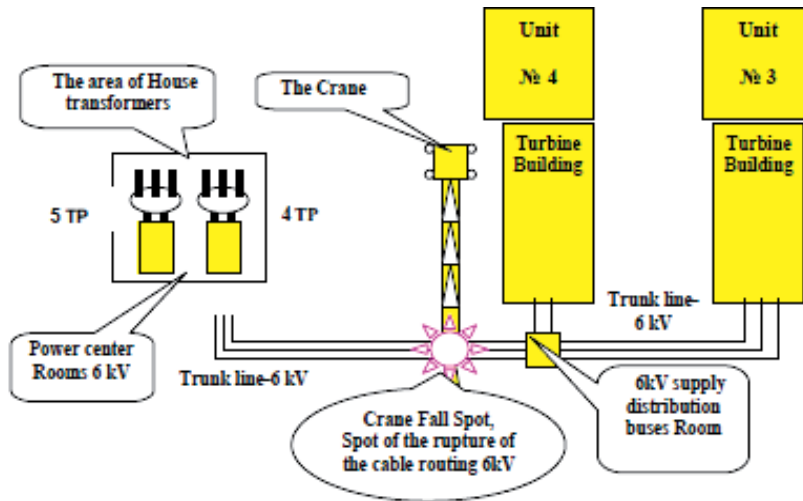 The area of House
transformers
The Crane
Unit
№ 4
Unit
№ 3
Turbine
Building
Turbine
Building
5 TP
4 TP
Trunk line-
6 kV
Power center
Rooms 6 kV
Trunk line-6 kV
Crane Fall Spot,
Spot of the rupture of
the cable routing 6kV
6kV supply
distribution
buses Room